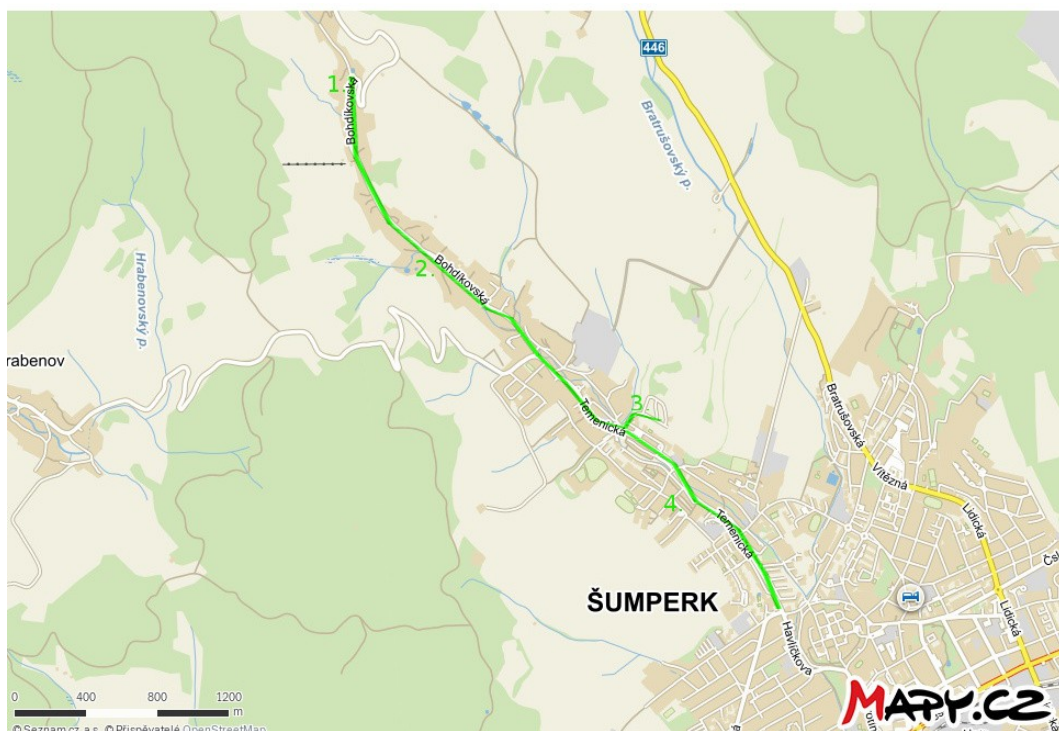 446
1.
Bohdíkovská
Bratrušovský p.
Hrabenovský p.
2.
Bohdíkovská
rabenov
3.
Temenická
Bratrušovská
Vítězná
4.
Temenická
Lidická
Čsl
ŠUMPERK
Lidická
Havlíčkova
0 400 800 1200
m
MAPY.CZ
© Seznam.cz, a.s., © Přispěvatelé OpenStreetMap